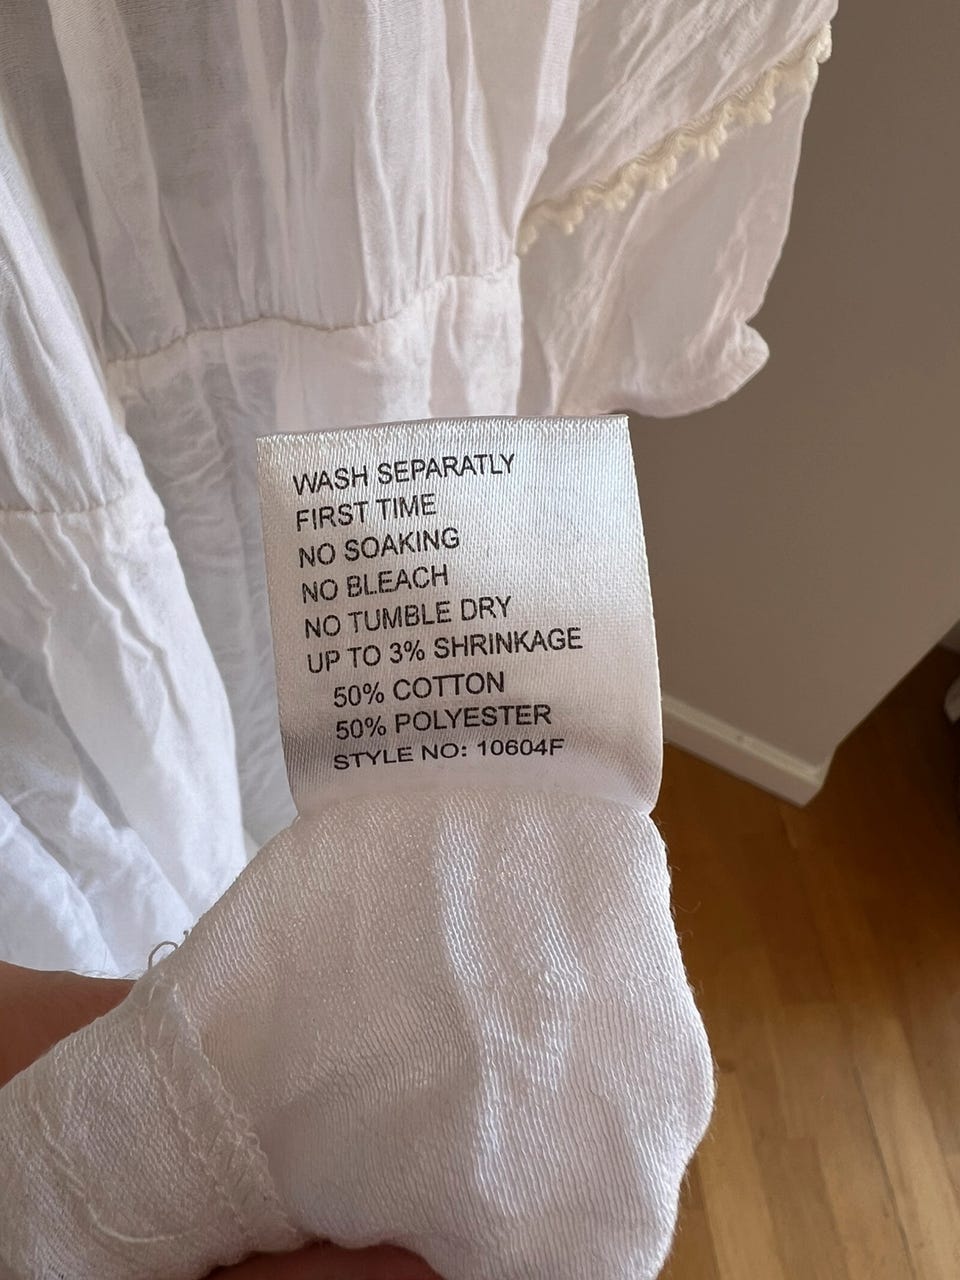 WASH SEPARATLY
FIRST TIME
NO SOAKING
NO BLEACH
NO TUMBLE DRY
UP TO 3% SHRINKAGE
50% COTTON
50% POLYESTER
STYLE NO: 10604F